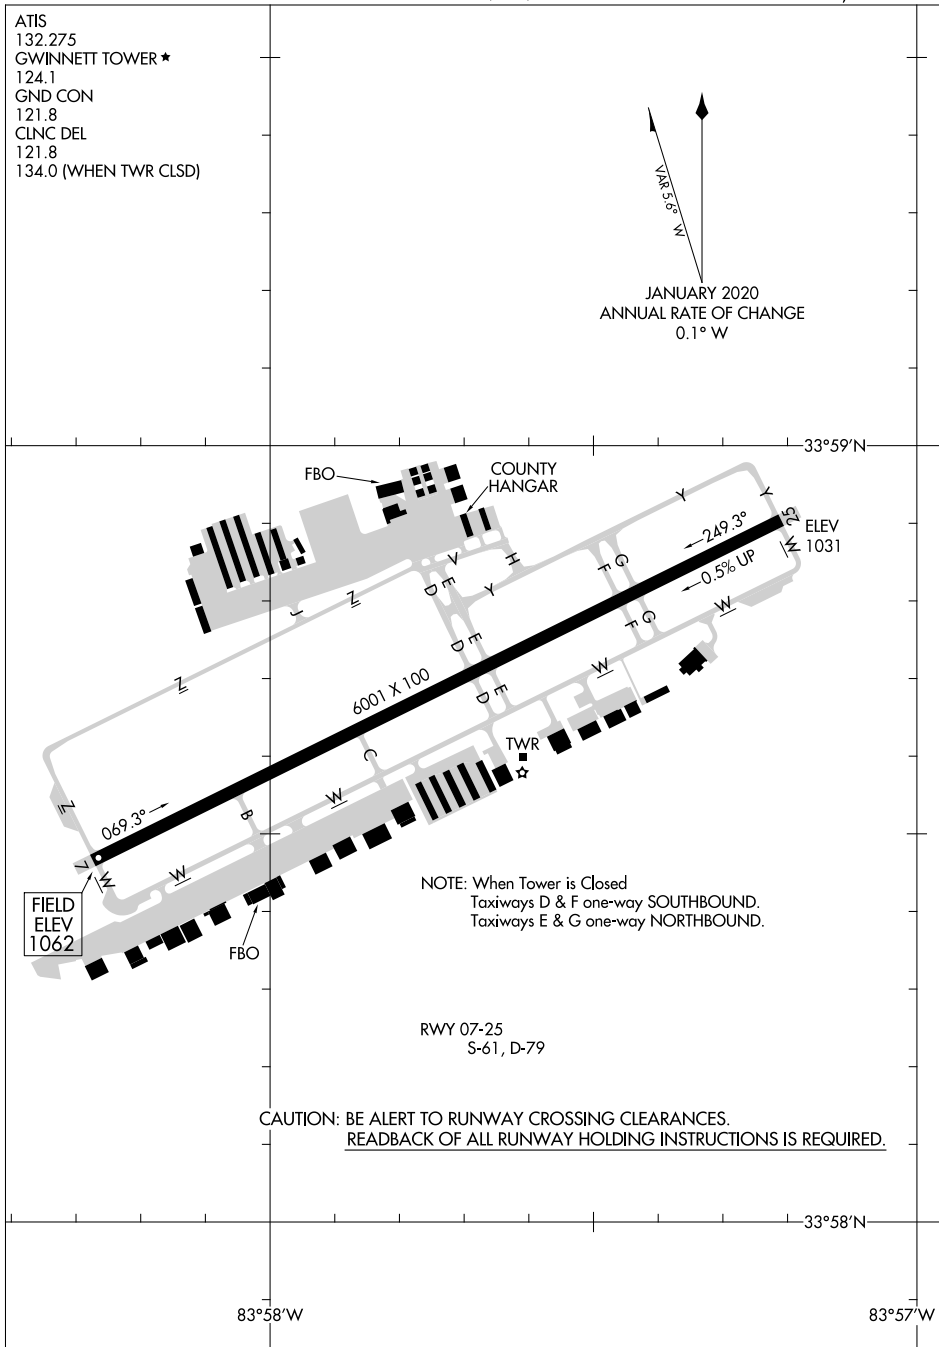 ATIS
132.275
GWINNETT TOWER ★
124.1
GND CON
121.8
CLNC DEL
121.8
134.0 (WHEN TWR CLSD)
VAR 5.6° W
JANUARY 2020
ANNUAL RATE OF CHANGE
0.1° W
33°59'N
FBO
COUNTY
HANGAR
Y
Y
25
ELEV
1031
W
249.3°
0.5% UP
V
H
G
F
E
D
Y
Z
J
W
G
F
E
D
W
Z
6001 X 100
E
D
TWR
C
W
Z
069.3°
B
7
W
W
FIELD
ELEV
1062
FBO
NOTE: When Tower is Closed
Taxiways D & F one-way SOUTHBOUND.
Taxiways E & G one-way NORTHBOUND.
RWY 07-25
S-61, D-79
CAUTION: BE ALERT TO RUNWAY CROSSING CLEARANCES.
READBACK OF ALL RUNWAY HOLDING INSTRUCTIONS IS REQUIRED.
33°58'N
83°58'W
83°57'W